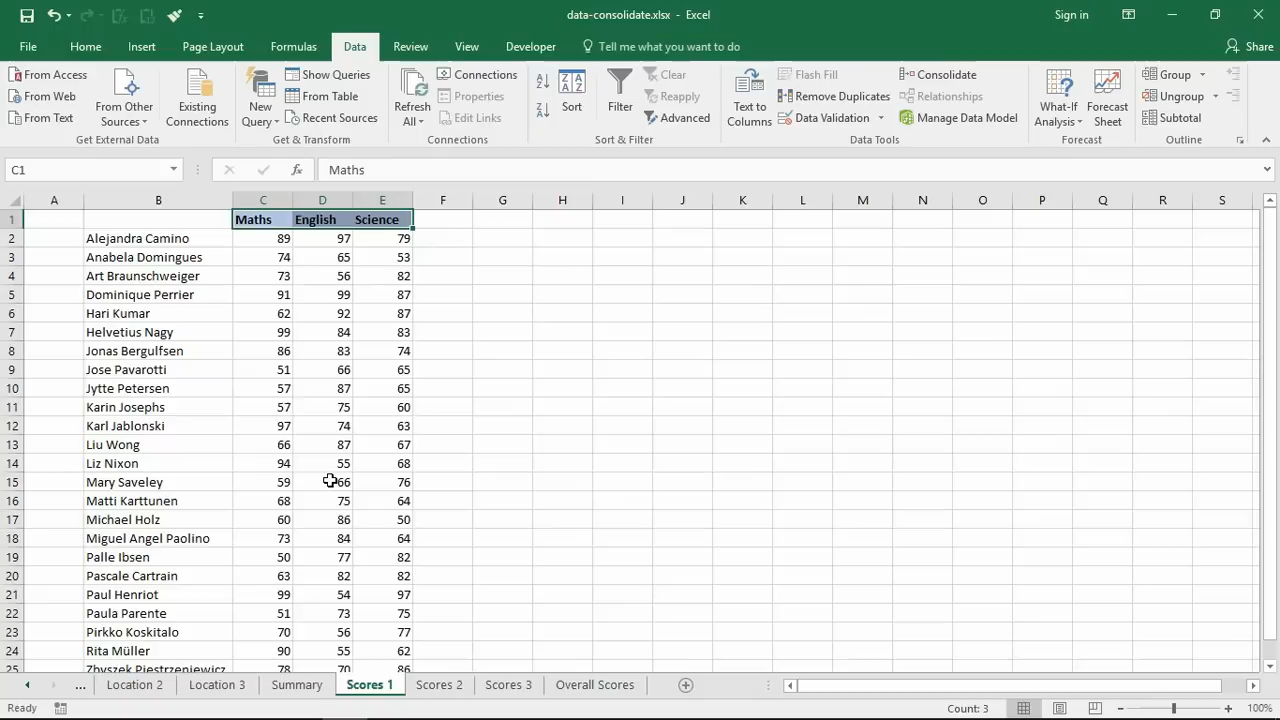 data-consolidate.xlsx - Excel
Sign in
File Home Insert Page Layout Formulas Data Review View Developer Tell me what you want to do Share
From Access
From Web
From Text
From Other Sources
Existing Connections
Get External Data
New Query
Show Queries
From Table
Recent Sources
Get & Transform
Refresh All
Connections
Properties
Edit Links
Connections
Sort
Filter
Clear
Reapply
Advanced
Sort & Filter
Text to Columns
Flash Fill
Remove Duplicates
Data Validation
Consolidate
Relationships
Manage Data Model
Data Tools
What-If Analysis
Forecast Sheet
Forecast
Group
Ungroup
Subtotal
Outline
C1 fx Maths
A B C D E F G H I J K L M N O P Q R S
1 Maths English Science
2 Alejandra Camino 89 97 79
3 Anabela Domingues 74 65 53
4 Art Braunschweiger 73 56 82
5 Dominique Perrier 91 99 87
6 Hari Kumar 62 92 87
7 Helvetius Nagy 99 84 83
8 Jonas Bergulfsen 86 83 74
9 Jose Pavarotti 51 66 65
10 Jytte Petersen 57 87 65
11 Karin Josephs 57 75 60
12 Karl Jablonski 97 74 63
13 Liu Wong 66 87 67
14 Liz Nixon 94 55 68
15 Mary Saveley 59 66 76
16 Matti Karttunen 68 75 64
17 Michael Holz 60 86 50
18 Miguel Angel Paolino 73 84 64
19 Palle Ibsen 50 77 82
20 Pascale Cartrain 63 82 82
21 Paul Henriot 99 54 97
22 Paula Parente 51 73 75
23 Pirkko Koskitalo 70 56 77
24 Rita Müller 90 55 62
25 Zbyszek Piestrzeniewicz 78 70 86
... Location 2 Location 3 Summary Scores 1 Scores 2 Scores 3 Overall Scores
Ready Count: 3 100%